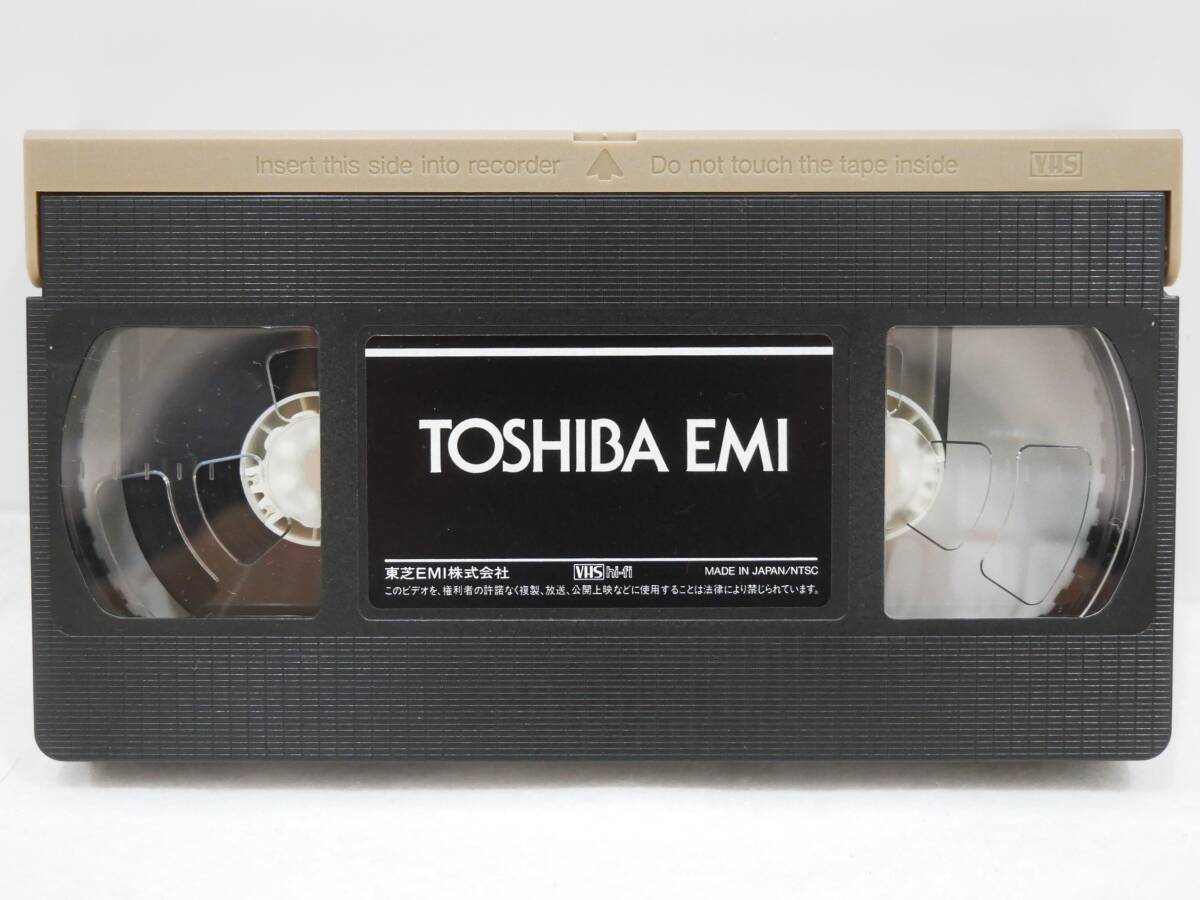 Insert this side into recorder Do not touch the tape inside VHS
TOSHIBA EMI
東芝EMI株式会社 VHS hi-fi MADE IN JAPAN/NTSC
このビデオを、権利者の許諾なく複製、放送、公開上映などに使用することは法律により禁じられています。